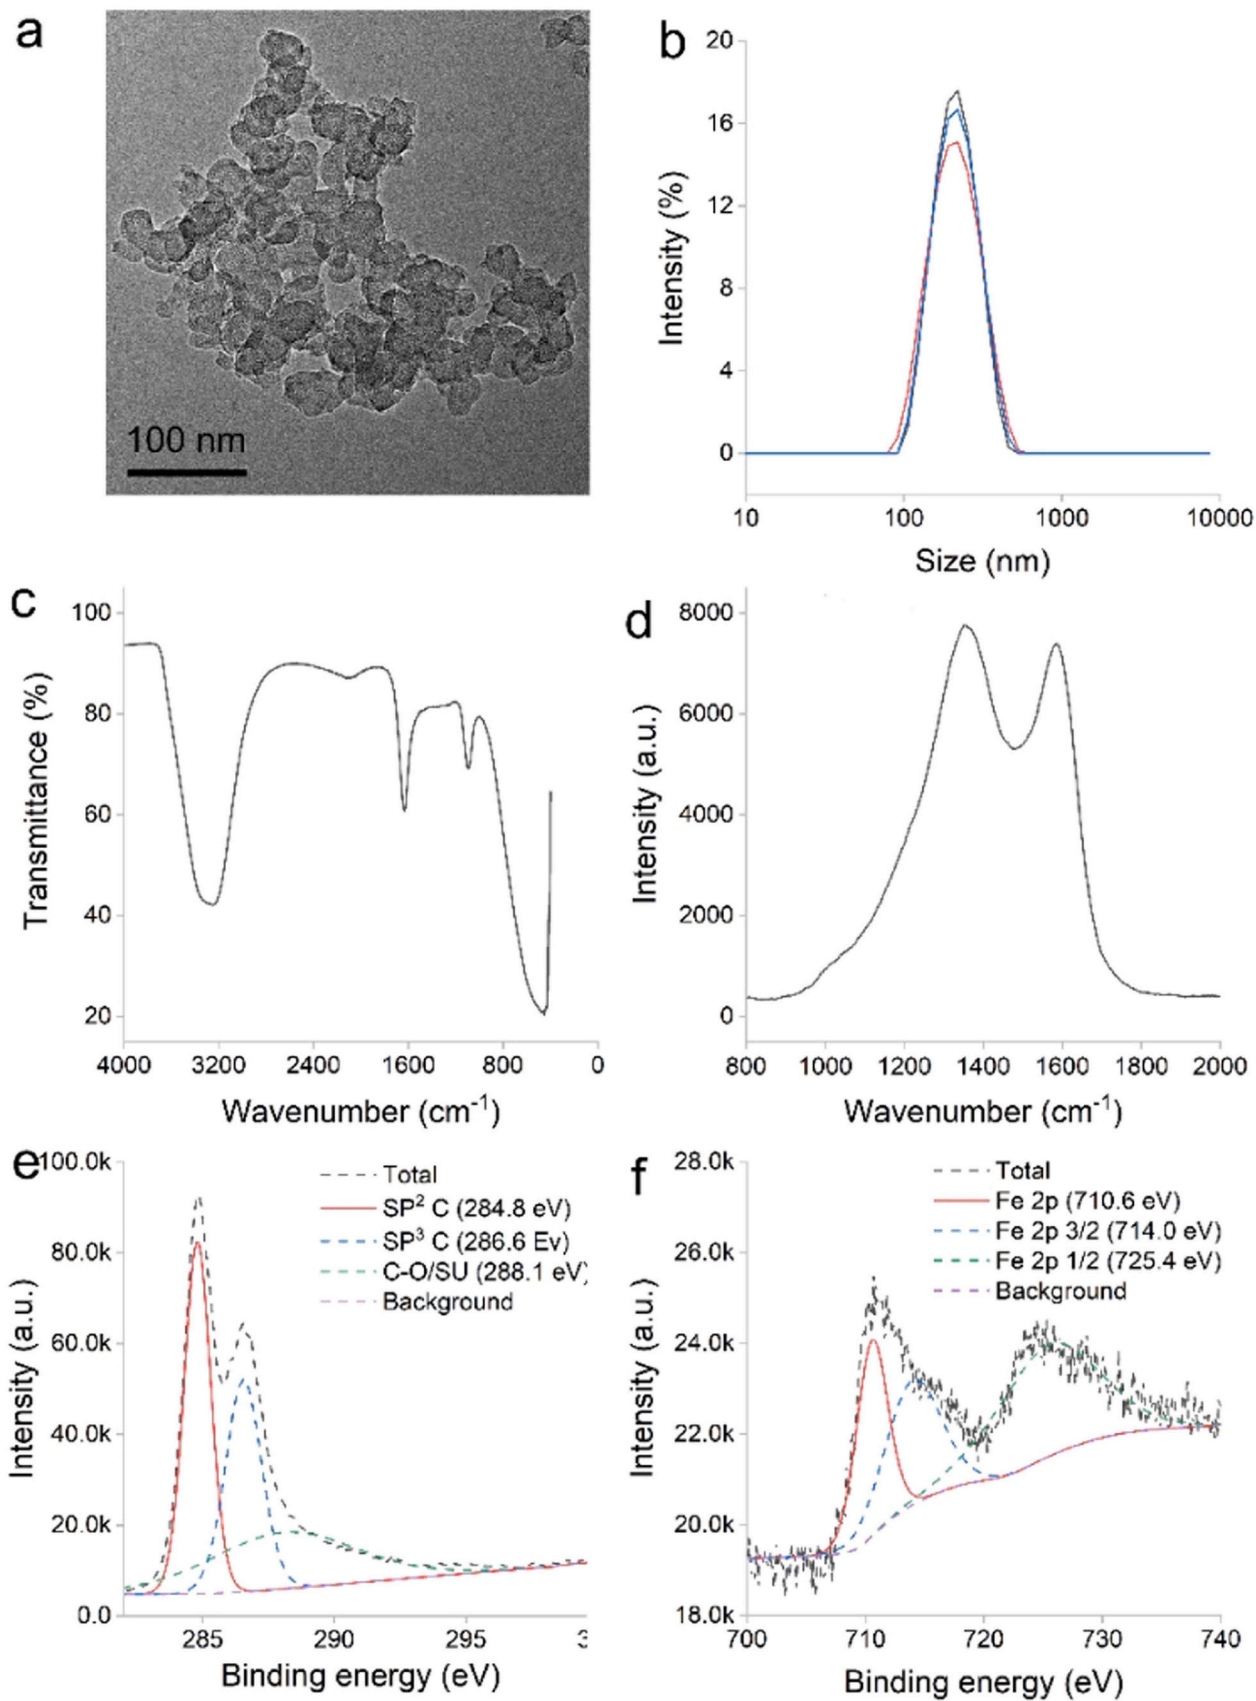 a
100 nm
b
20
16
12
8
4
0
Intensity (%)
10 100 1000 10000
Size (nm)
c
100
80
60
40
20
Transmittance (%)
4000 3200 2400 1600 800 0
Wavenumber (cm⁻¹)
d
8000
6000
4000
2000
0
Intensity (a.u.)
800 1000 1200 1400 1600 1800 2000
Wavenumber (cm⁻¹)
e
100.0k
80.0k
60.0k
40.0k
20.0k
0.0
Intensity (a.u.)
Total
SP² C (284.8 eV)
SP³ C (286.6 Ev)
C-O/SU (288.1 eV)
Background
285 290 295
Binding energy (eV)
f
28.0k
26.0k
24.0k
22.0k
20.0k
18.0k
Intensity (a.u.)
Total
Fe 2p (710.6 eV)
Fe 2p 3/2 (714.0 eV)
Fe 2p 1/2 (725.4 eV)
Background
700 710 720 730 740
Binding energy (eV)